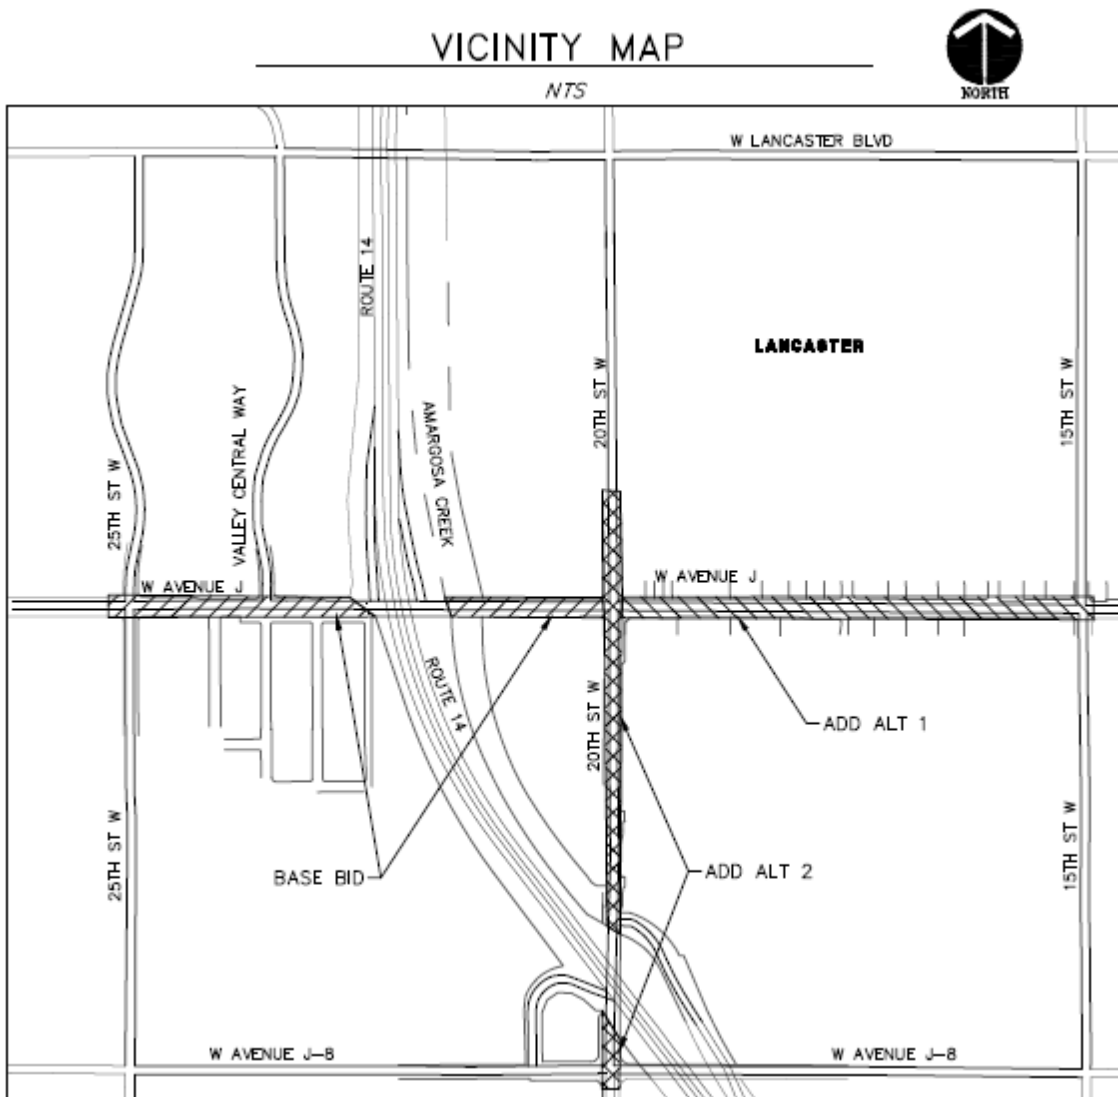 VICINITY MAP
NTS
NORTH
W LANCASTER BLVD
ROUTE 14
LANCASTER
20TH ST W
15TH ST W
AMARGOSA CREEK
VALLEY CENTRAL WAY
25TH ST W
W AVENUE J
W AVENUE J
ROUTE 14
20TH ST W
ADD ALT 1
25TH ST W
15TH ST W
BASE BID
ADD ALT 2
W AVENUE J-8
W AVENUE J-8